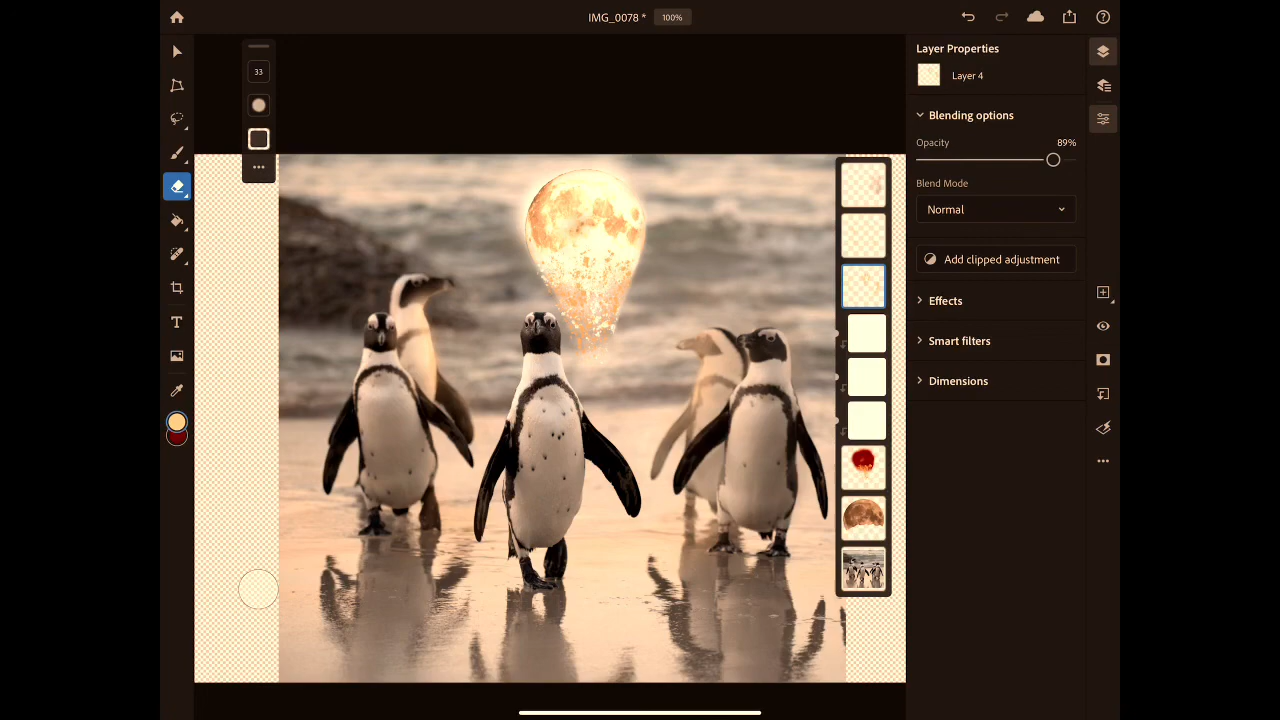 IMG_0078 *
100%
33
Layer Properties
Layer 4
Blending options
Opacity
89%
Blend Mode
Normal
Add clipped adjustment
Effects
Smart filters
Dimensions